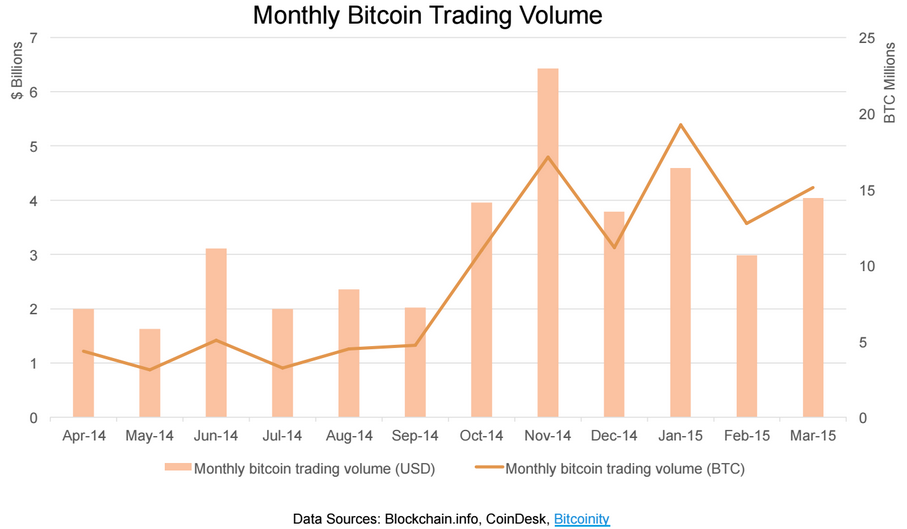 Monthly Bitcoin Trading Volume
$ Billions
7
6
5
4
3
2
1
0
BTC Millions
25
20
15
10
5
0
Apr-14 May-14 Jun-14 Jul-14 Aug-14 Sep-14 Oct-14 Nov-14 Dec-14 Jan-15 Feb-15 Mar-15
Monthly bitcoin trading volume (USD) Monthly bitcoin trading volume (BTC)
Data Sources: Blockchain.info, CoinDesk, Bitcoinity